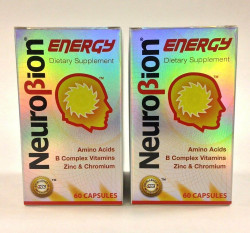 NeuroBion
ENERGY
Dietary Supplement
Amino Acids
B Complex Vitamins
Zinc & Chromium
60 CAPSULES
NeuroBion
ENERGY
Dietary Supplement
Amino Acids
B Complex Vitamins
Zinc & Chromium
60 CAPSULES